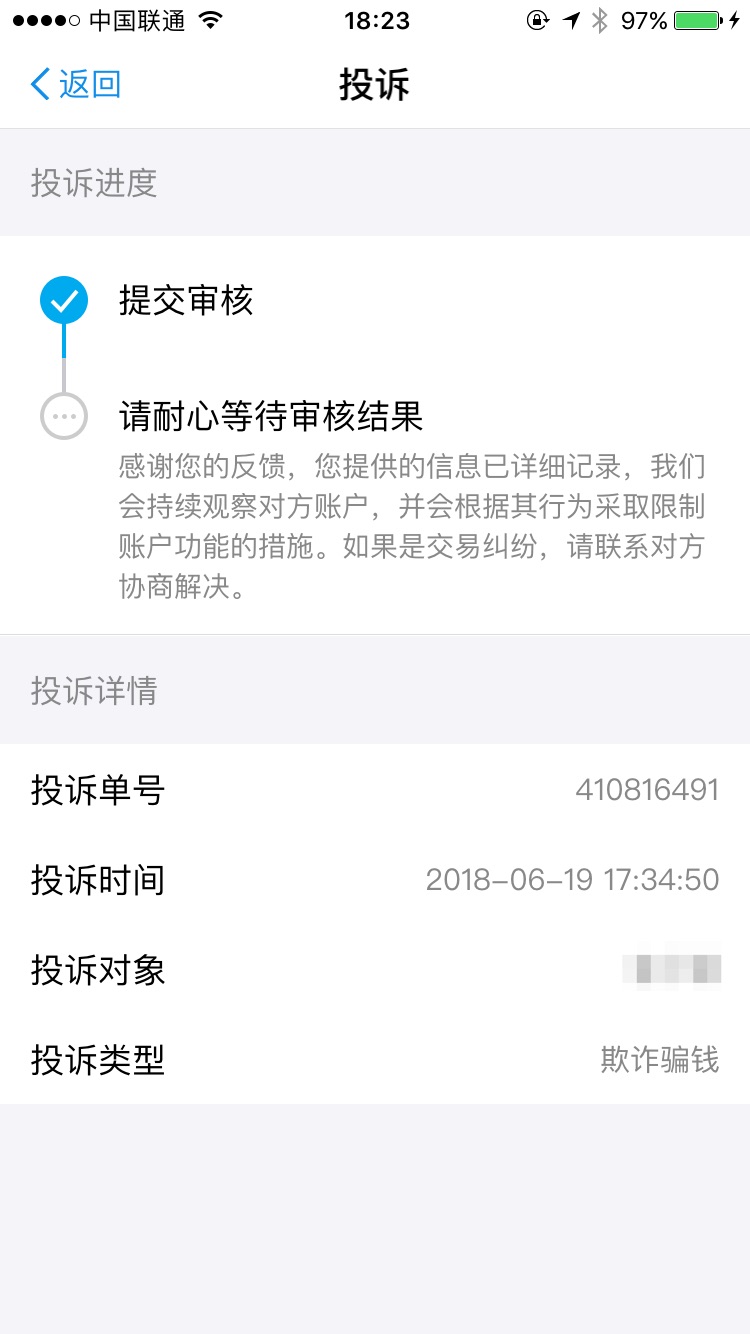 中国联通 18:23 97%
返回 投诉
投诉进度
提交审核
请耐心等待审核结果
感谢您的反馈，您提供的信息已详细记录，我们
会持续观察对方账户，并会根据其行为采取限制
账户功能的措施。如果是交易纠纷，请联系对方
协商解决。
投诉详情
投诉单号 410816491
投诉时间 2018-06-19 17:34:50
投诉对象
投诉类型 欺诈骗钱